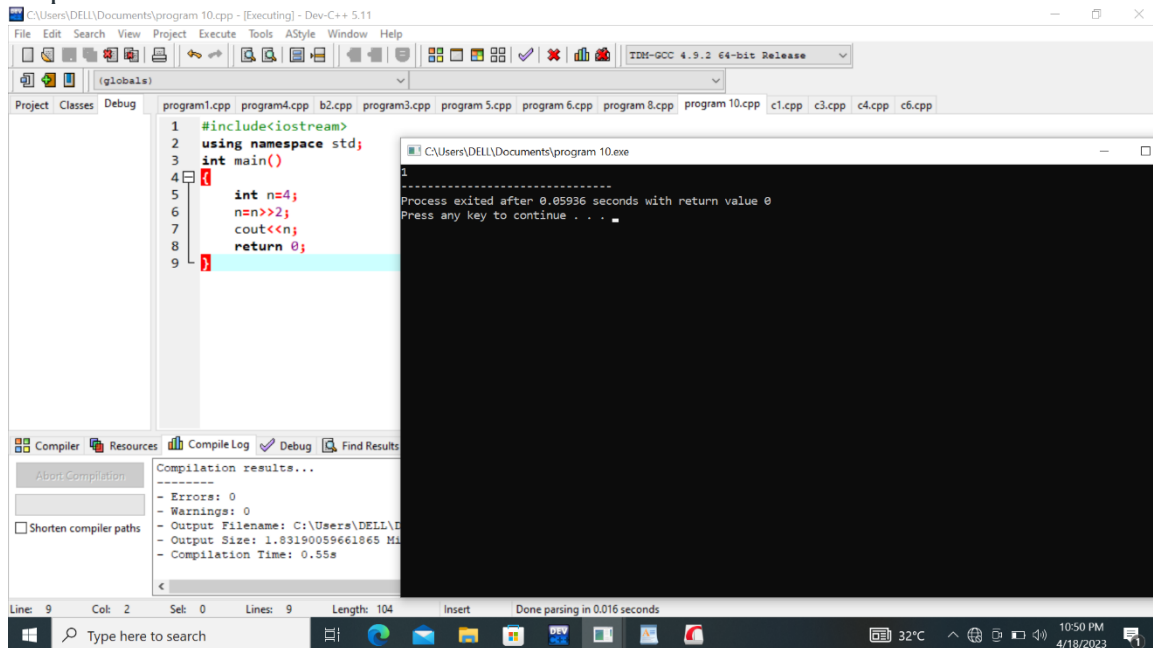 C:\Users\DELL\Documents\program 10.cpp - [Executing] - Dev-C++ 5.11
File Edit Search View Project Execute Tools AStyle Window Help
TDM-GCC 4.9.2 64-bit Release
(globals)
Project Classes Debug
program1.cpp program4.cpp b2.cpp program3.cpp program 5.cpp program 6.cpp program 8.cpp program 10.cpp c1.cpp c3.cpp c4.cpp c6.cpp
1 #include<iostream>
2 using namespace std;
3 int main()
4 {
5 int n=4;
6 n=n>>2;
7 cout<<n;
8 return 0;
9 }
C:\Users\DELL\Documents\program 10.exe
1
--------------------------------
Process exited after 0.05936 seconds with return value 0
Press any key to continue . . .
Compiler Resources Compile Log Debug Find Results
Abort Compilation
Shorten compiler paths
Compilation results...
--------
- Errors: 0
- Warnings: 0
- Output Filename: C:\Users\DELL\D
- Output Size: 1.83190059661865 Mi
- Compilation Time: 0.55s
Line: 9 Col: 2 Sel: 0 Lines: 9 Length: 104 Insert Done parsing in 0.016 seconds
Type here to search
DEV
32°C
10:50 PM
4/18/2023
1